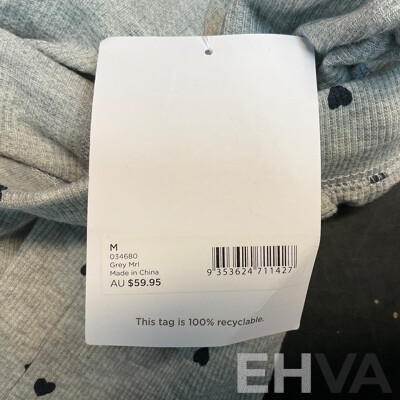 M
034680
Grey Mrl
Made in China
AU $59.95
9 353624 711427
This tag is 100% recyclable.
EHVA